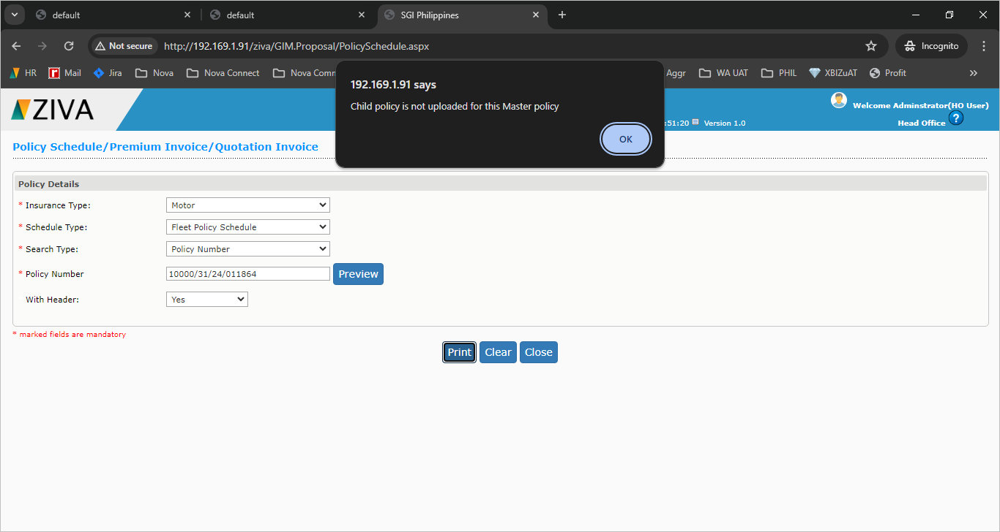 default
default
SGI Philippines
Not secure
http://192.169.1.91/ziva/GIM.Proposal/PolicySchedule.aspx
Incognito
HR
Mail
Jira
Nova
Nova Connect
Nova Comm
Aggr
WA UAT
PHIL
XBIZuAT
Profit
192.169.1.91 says
Child policy is not uploaded for this Master policy
OK
ZIVA
Welcome Adminstrator(HO User)
:51:20 Version 1.0
Head Office ?
Policy Schedule/Premium Invoice/Quotation Invoice
Policy Details
* Insurance Type: Motor
* Schedule Type: Fleet Policy Schedule
* Search Type: Policy Number
* Policy Number 10000/31/24/011864 Preview
With Header: Yes
* marked fields are mandatory
Print Clear Close